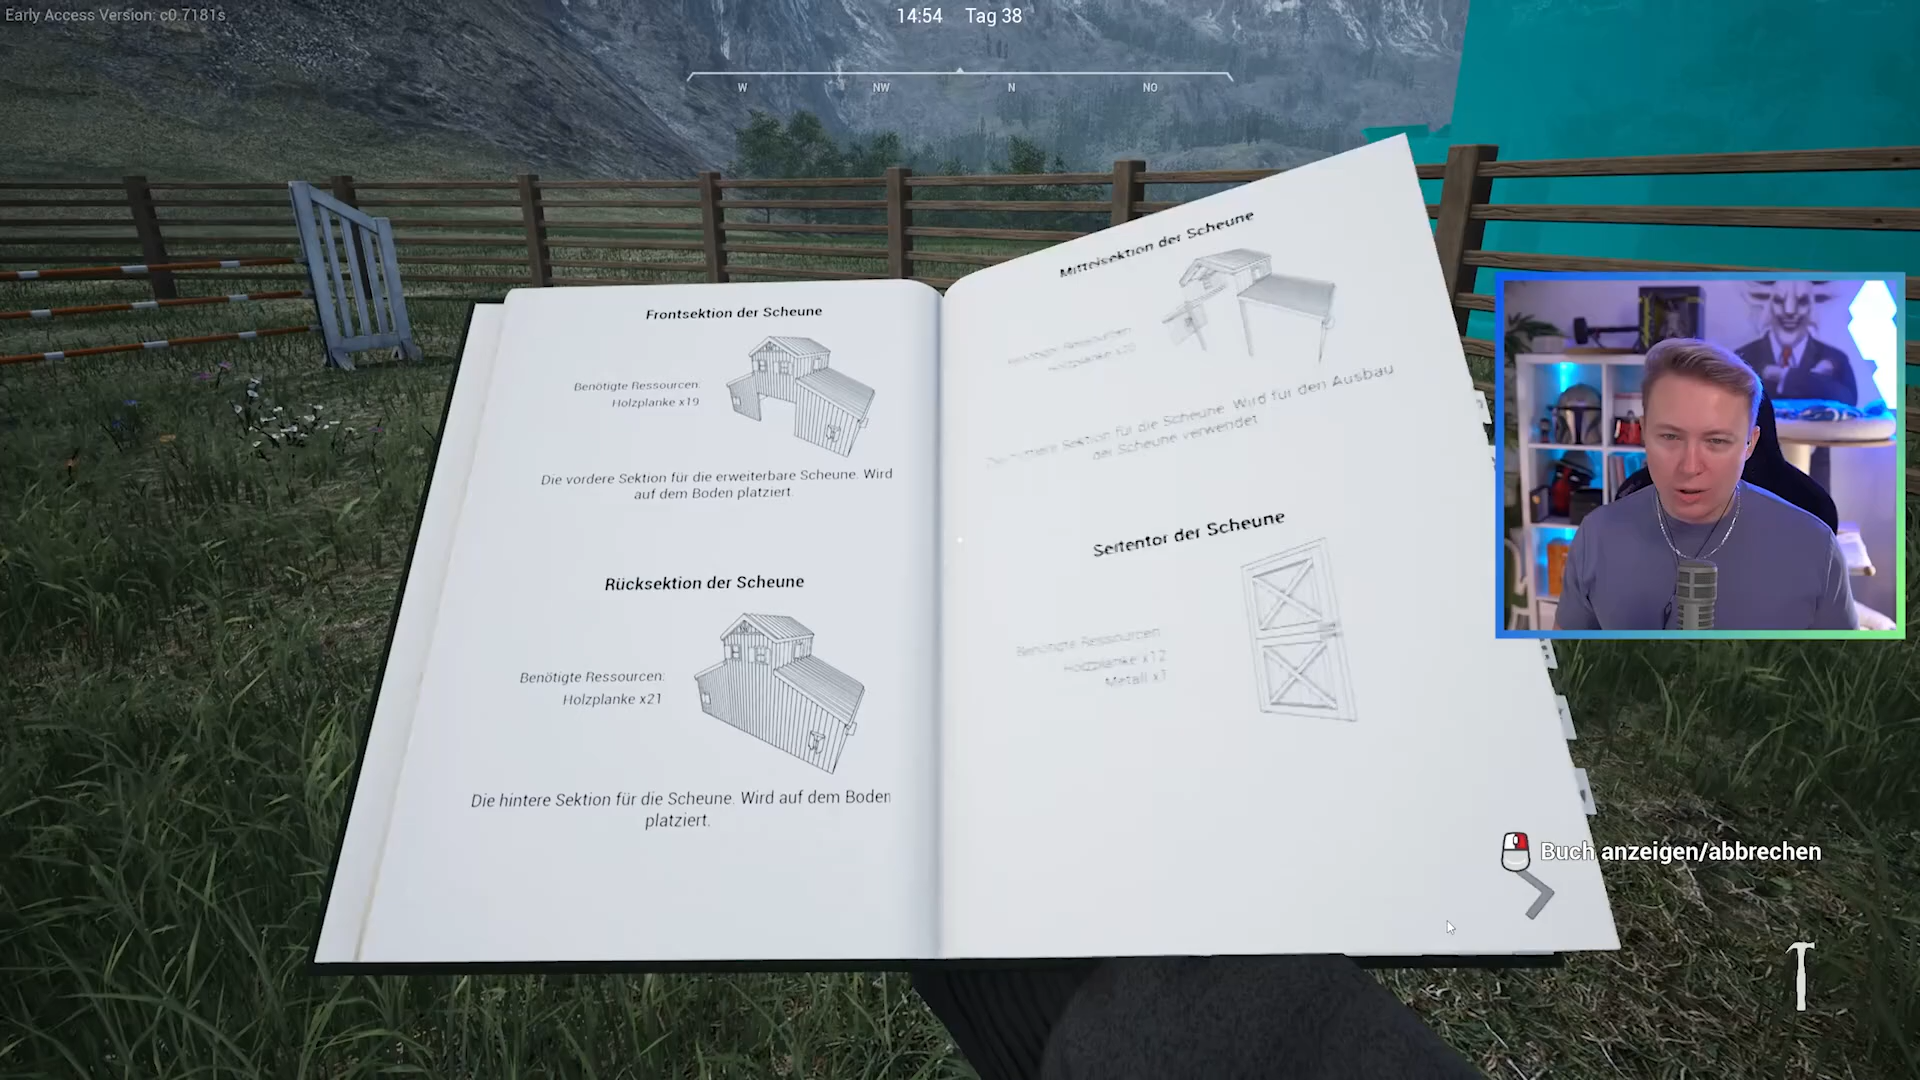 Early Access Version: c0.7181s
14:54 Tag 38
W NW N NO
Frontsektion der Scheune
Benötigte Ressourcen:
Holzplanke x19
Die vordere Sektion für die erweiterbare Scheune. Wird
auf dem Boden platziert.
Rücksektion der Scheune
Benötigte Ressourcen:
Holzplanke x21
Die hintere Sektion für die Scheune. Wird auf dem Boden
platziert.
Mittelsektion der Scheune
Benötigte Ressourcen:
Holzplanke
Sektion für die Scheune. Wird für den Ausbau
der Scheune verwendet.
Seitentor der Scheune
Benötigte Ressourcen:
Holzplanke x12
Metall
Buch anzeigen/abbrechen